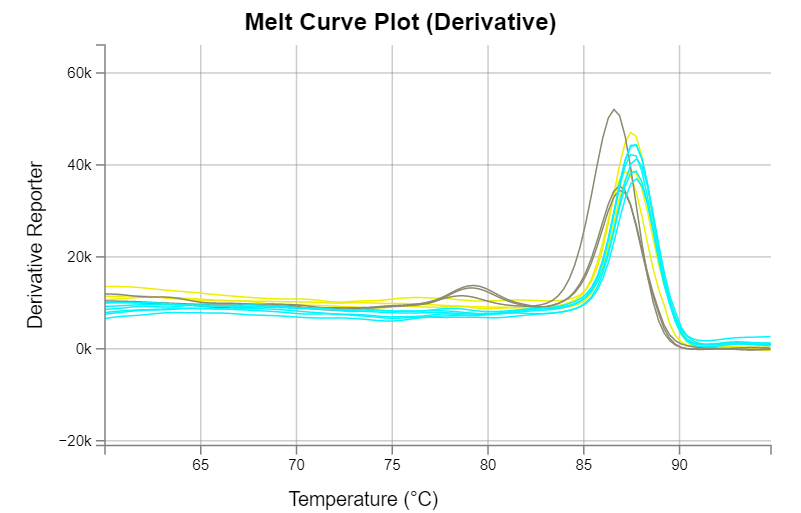 Melt Curve Plot (Derivative)
60k
40k
20k
0k
−20k
Derivative Reporter
65 70 75 80 85 90
Temperature (°C)